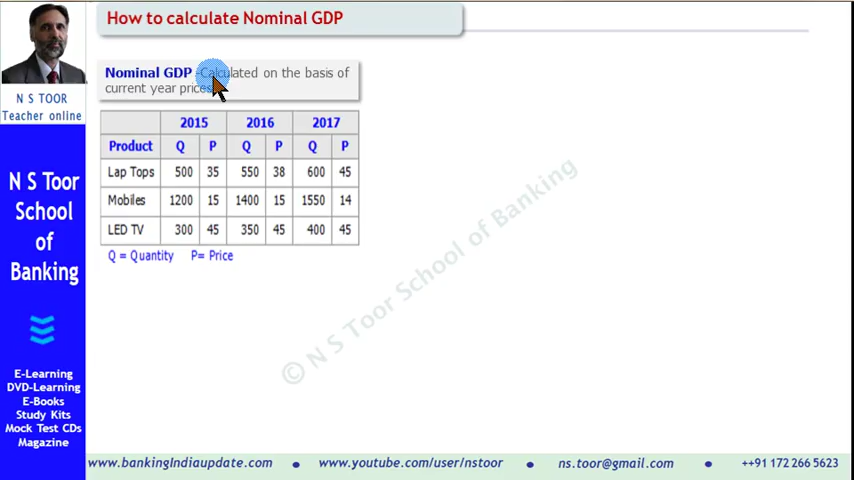 How to calculate Nominal GDP
N S TOOR
Teacher online
N S Toor
School
of
Banking
E-Learning
DVD-Learning
E-Books
Study Kits
Mock Test CDs
Magazine
Nominal GDP -Calculated on the basis of
current year prices
2015 2016 2017
Product Q P Q P Q P
Lap Tops 500 35 550 38 600 45
Mobiles 1200 15 1400 15 1550 14
LED TV 300 45 350 45 400 45
Q = Quantity P= Price
© N S Toor School of Banking
www.bankingIndiaupdate.com • www.youtube.com/user/nstoor • ns.toor@gmail.com • ++91 172 266 5623